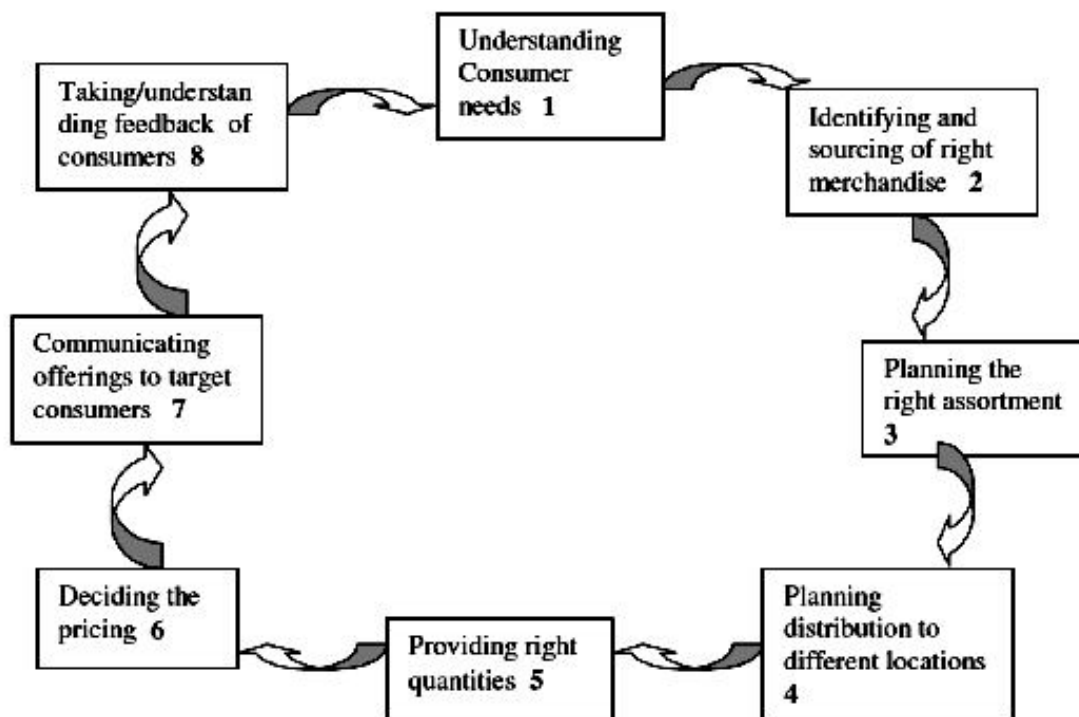 Understanding
Consumer
needs 1
Identifying and
sourcing of right
merchandise 2
Planning the
right assortment
3
Planning
distribution to
different locations
4
Providing right
quantities 5
Deciding the
pricing 6
Communicating
offerings to target
consumers 7
Taking/understan
ding feedback of
consumers 8